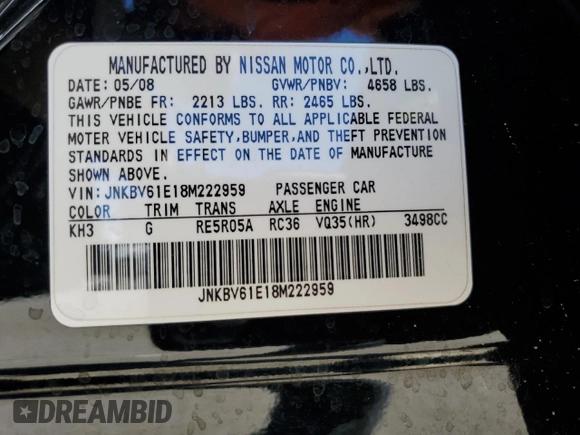 MANUFACTURED BY NISSAN MOTOR CO.,LTD.
DATE: 05/08 GVWR/PNBV: 4658 LBS.
GAWR/PNBE FR: 2213 LBS. RR: 2465 LBS.
THIS VEHICLE CONFORMS TO ALL APPLICABLE FEDERAL
MOTOR VEHICLE SAFETY,BUMPER,AND THEFT PREVENTION
STANDARDS IN EFFECT ON THE DATE OF MANUFACTURE
SHOWN ABOVE.
VIN: JNKBV61E18M222959 PASSENGER CAR
COLOR TRIM TRANS AXLE ENGINE
KH3 G RE5R05A RC36 VQ35(HR) 3498CC
JNKBV61E18M222959
DREAMBID